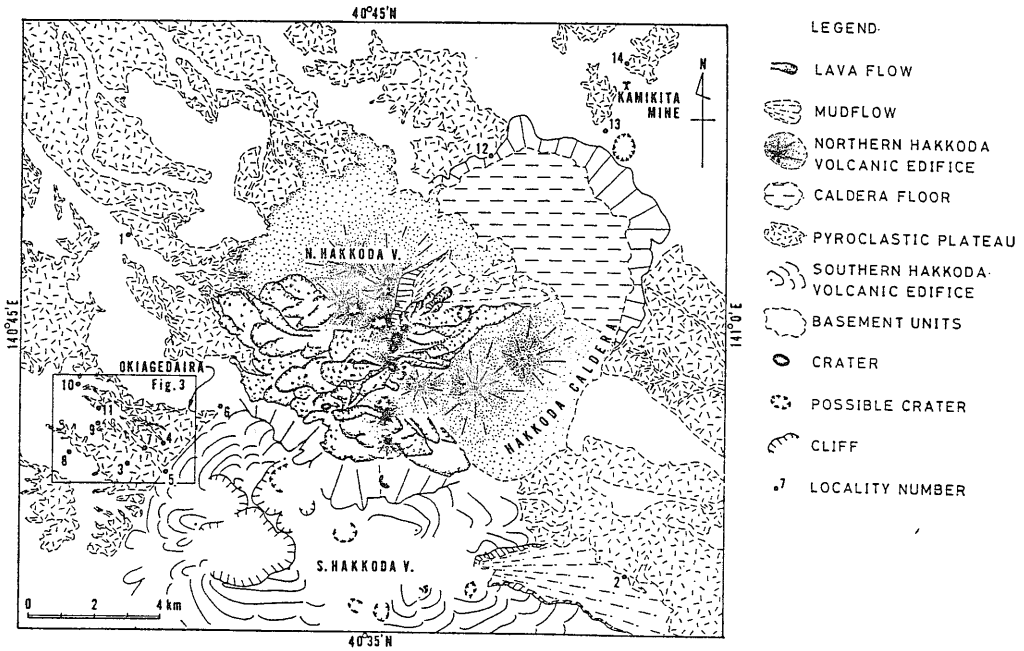 40°45'N
14
N
KAMIKITA
MINE
13
12
1
N. HAKKODA V.
140°45'E
141°0'E
OKIAGEDAIRA
Fig.3
10
11
6
9
4
7
8
3
5
HAKKODA CALDERA
S. HAKKODA V.
2
0 2 4 km
40°35'N
LEGEND
LAVA FLOW
MUDFLOW
NORTHERN HAKKODA
VOLCANIC EDIFICE
CALDERA FLOOR
PYROCLASTIC PLATEAU
SOUTHERN HAKKODA
VOLCANIC EDIFICE
BASEMENT UNITS
CRATER
POSSIBLE CRATER
CLIFF
.7 LOCALITY NUMBER